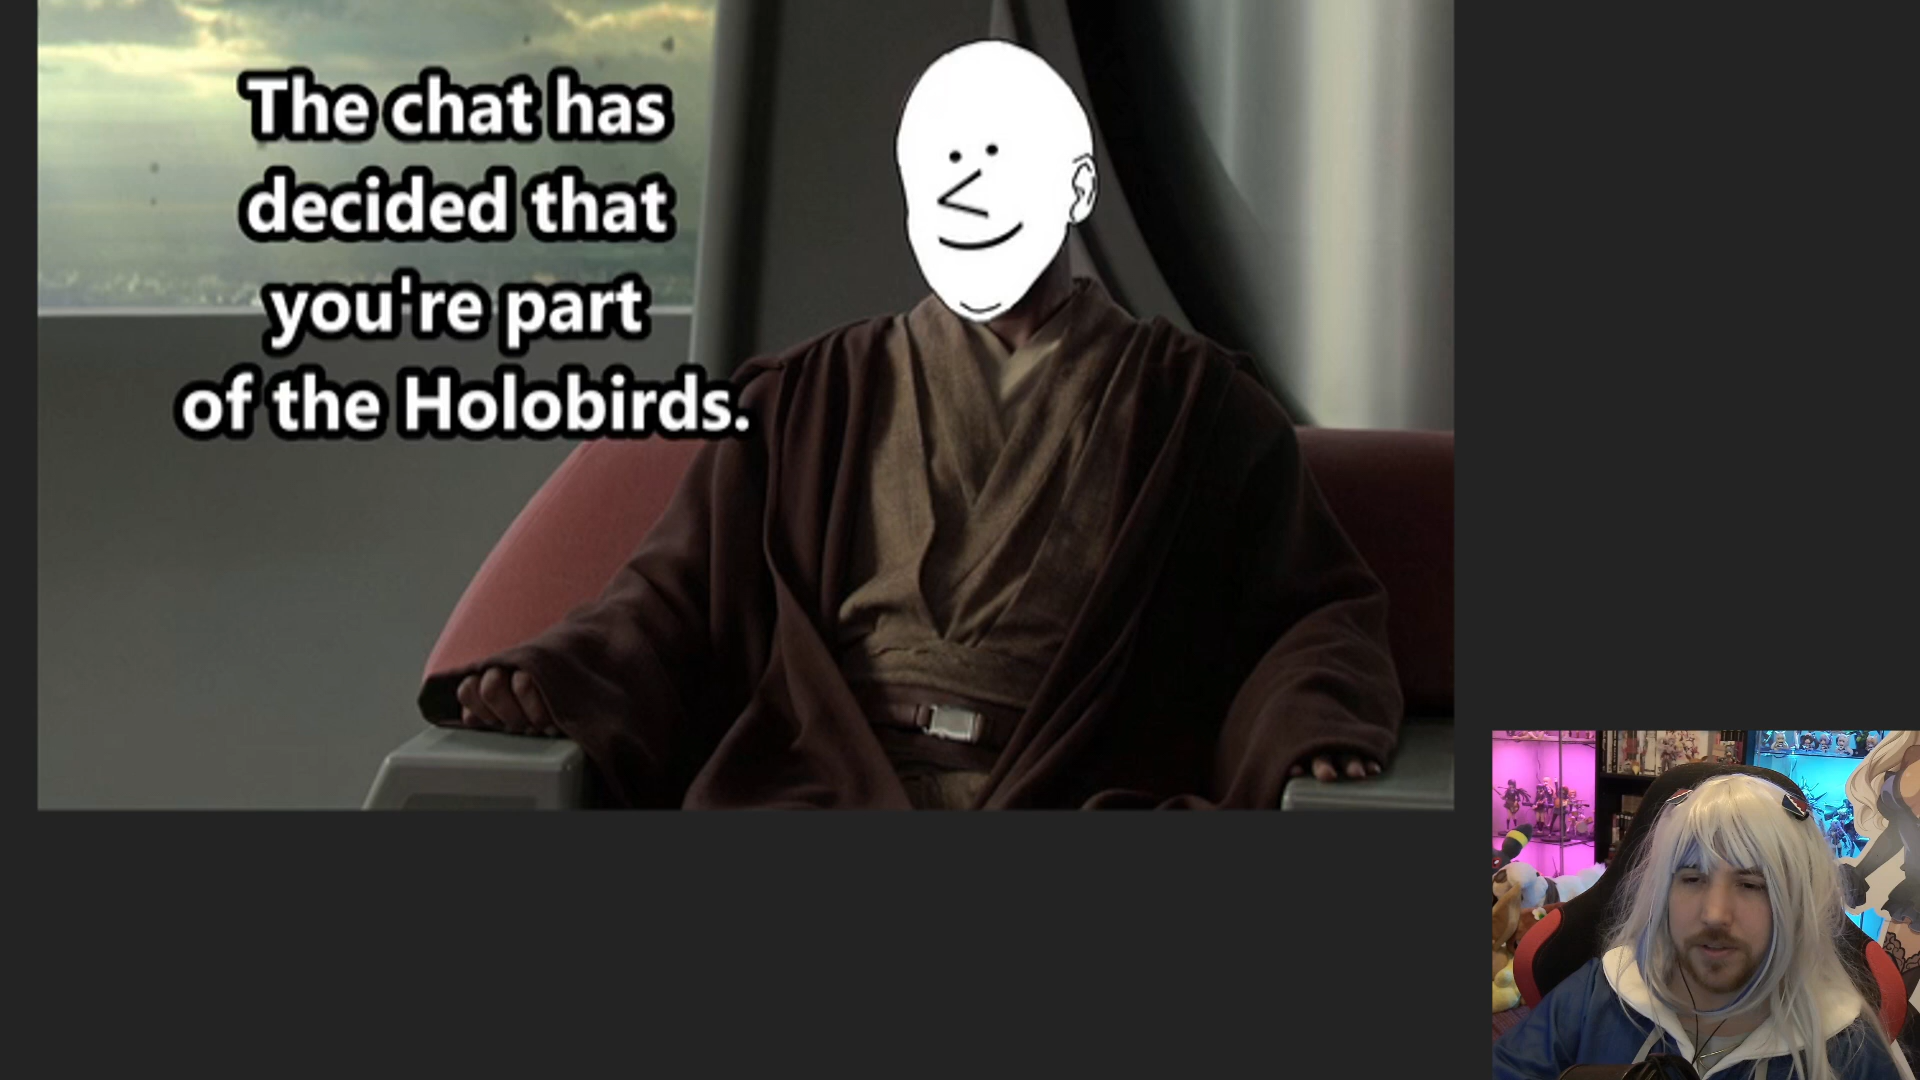 The chat has
decided that
you're part
of the Holobirds.